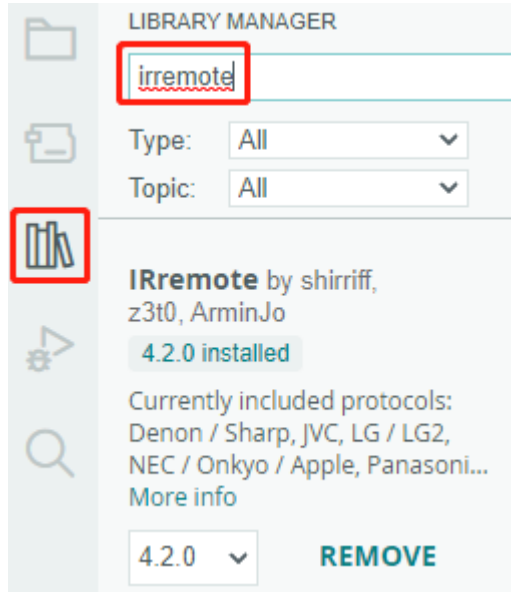 LIBRARY MANAGER
irremote
Type: All
Topic: All
IRremote by shirriff,
z3t0, ArminJo
4.2.0 installed
Currently included protocols:
Denon / Sharp, JVC, LG / LG2,
NEC / Onkyo / Apple, Panasoni...
More info
4.2.0 REMOVE